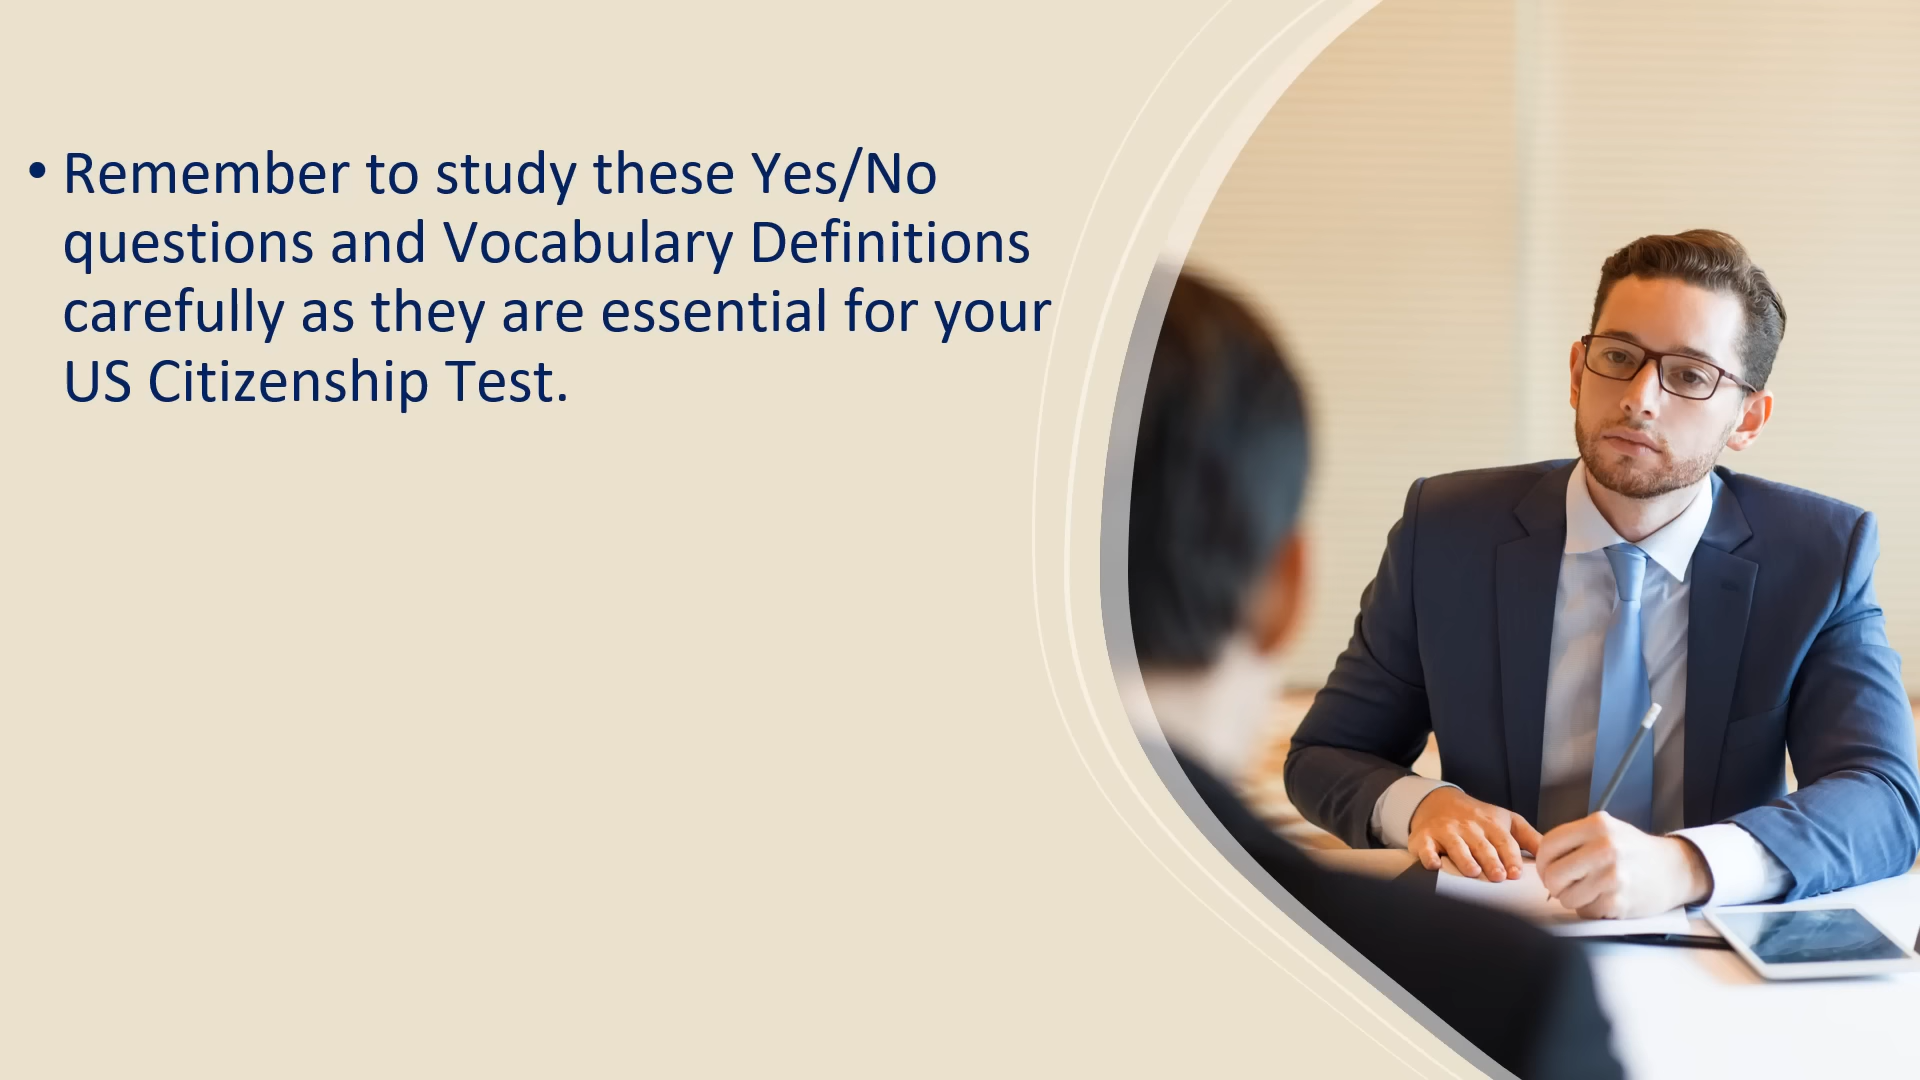 • Remember to study these Yes/No
questions and Vocabulary Definitions
carefully as they are essential for your
US Citizenship Test.